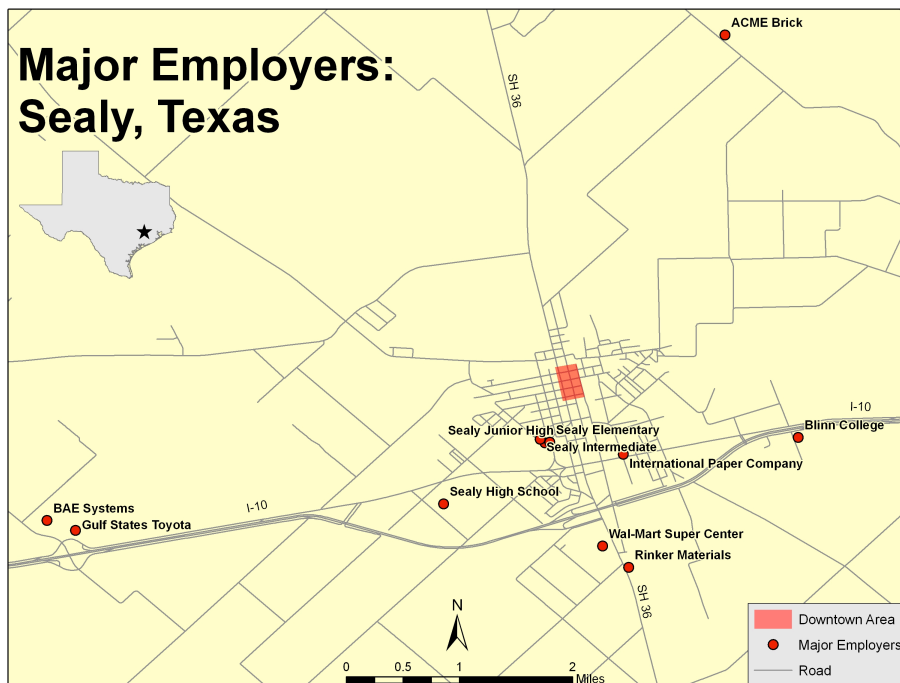 Major Employers:
Sealy, Texas
ACME Brick
SH 36
I-10
Blinn College
Sealy Junior High
Sealy Elementary
Sealy Intermediate
International Paper Company
Sealy High School
BAE Systems
Gulf States Toyota
I-10
Wal-Mart Super Center
Rinker Materials
SH 36
N
0 0.5 1 2
Miles
Downtown Area
Major Employers
Road